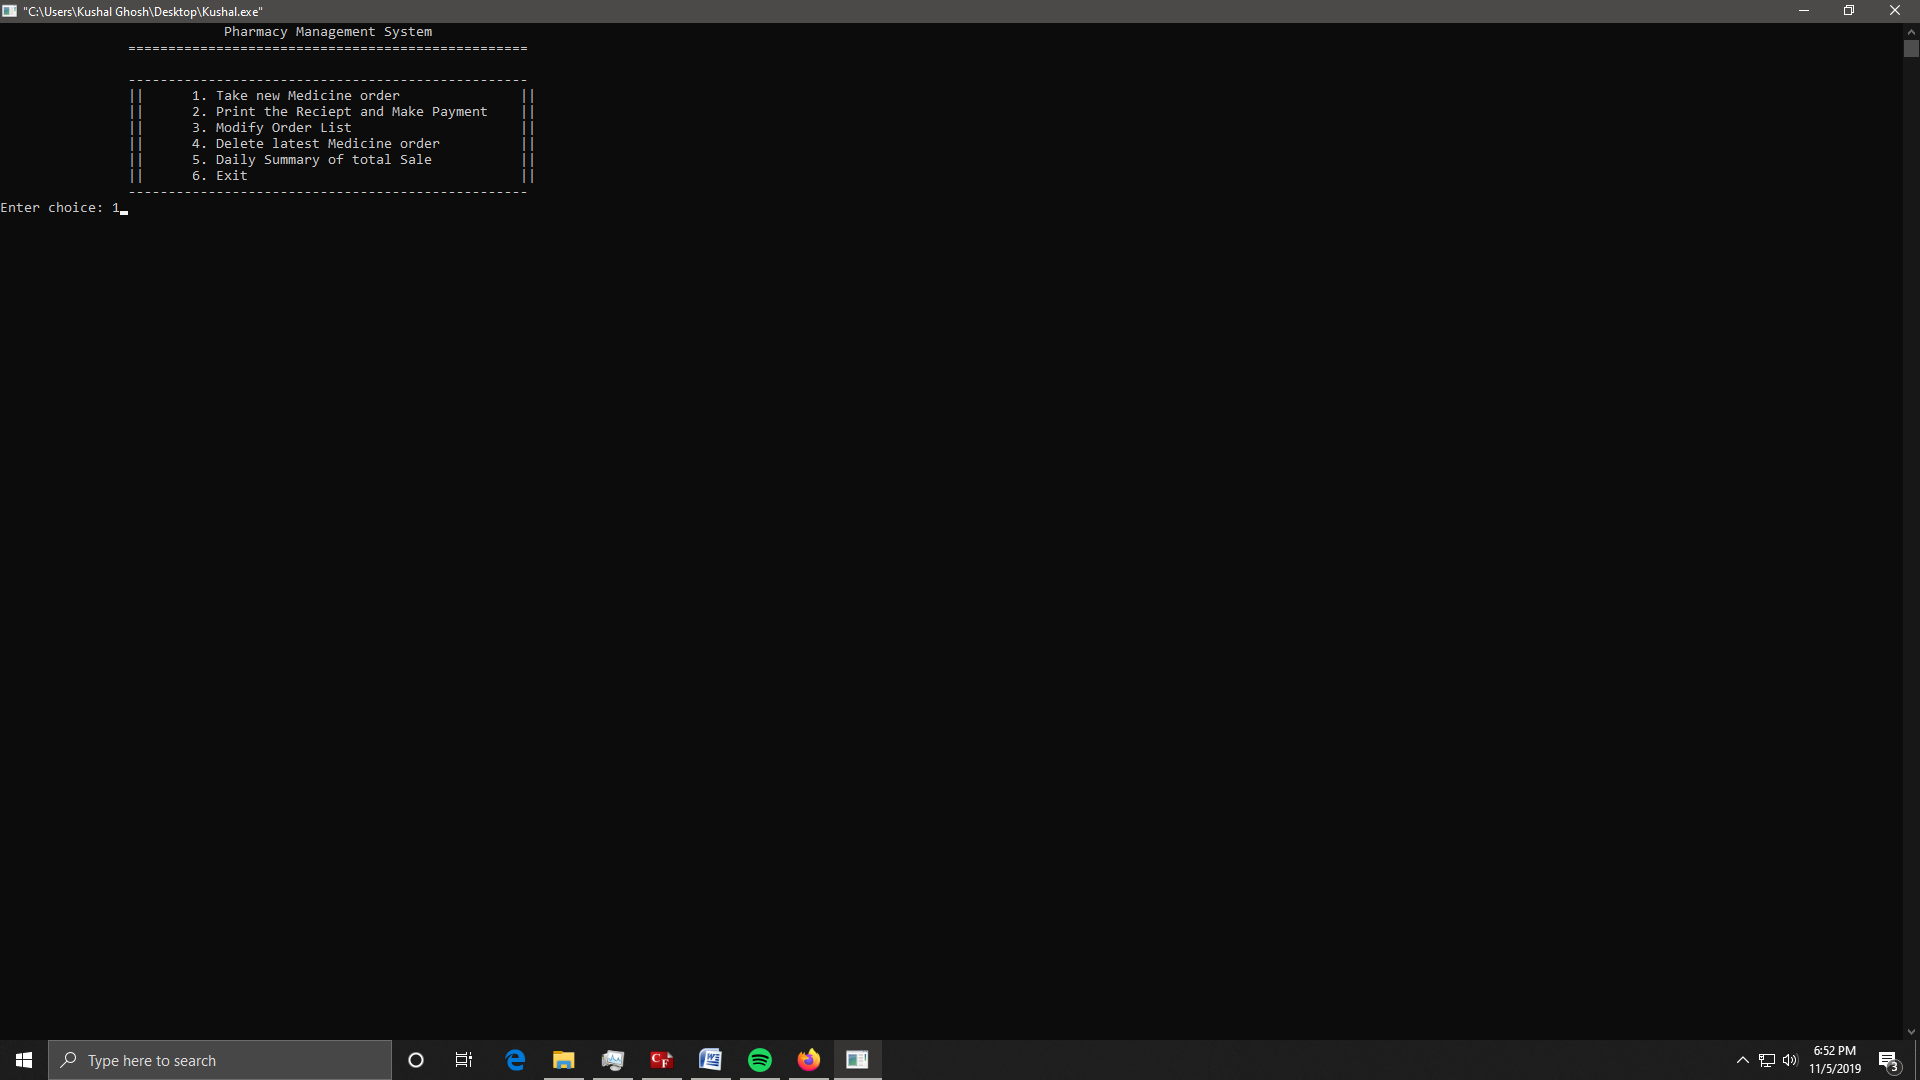 "C:\Users\Kushal Ghosh\Desktop\Kushal.exe"
Pharmacy Management System
==================================================
--------------------------------------------------
|| 1. Take new Medicine order ||
|| 2. Print the Reciept and Make Payment ||
|| 3. Modify Order List ||
|| 4. Delete latest Medicine order ||
|| 5. Daily Summary of total Sale ||
|| 6. Exit ||
--------------------------------------------------
Enter choice: 1
Type here to search
CF
W
6:52 PM
11/5/2019
3